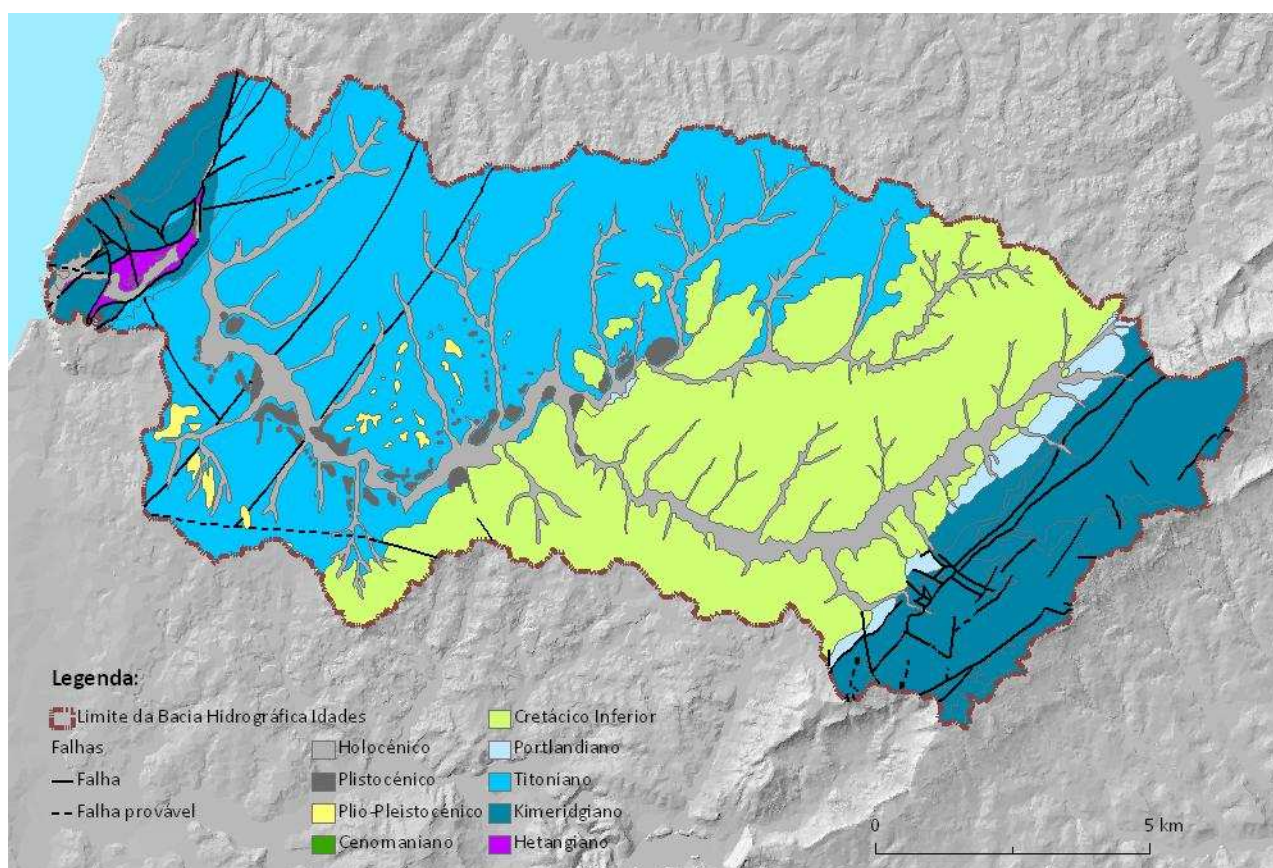 Legenda:
Limite da Bacia Hidrográfica Idades
Falhas
Falha
Falha provável
Holocénico
Plistocénico
Plio-Pleistocénico
Cenomaniano
Cretácico Inferior
Portlandiano
Titoniano
Kimeridgiano
Hetangiano
0 5 km